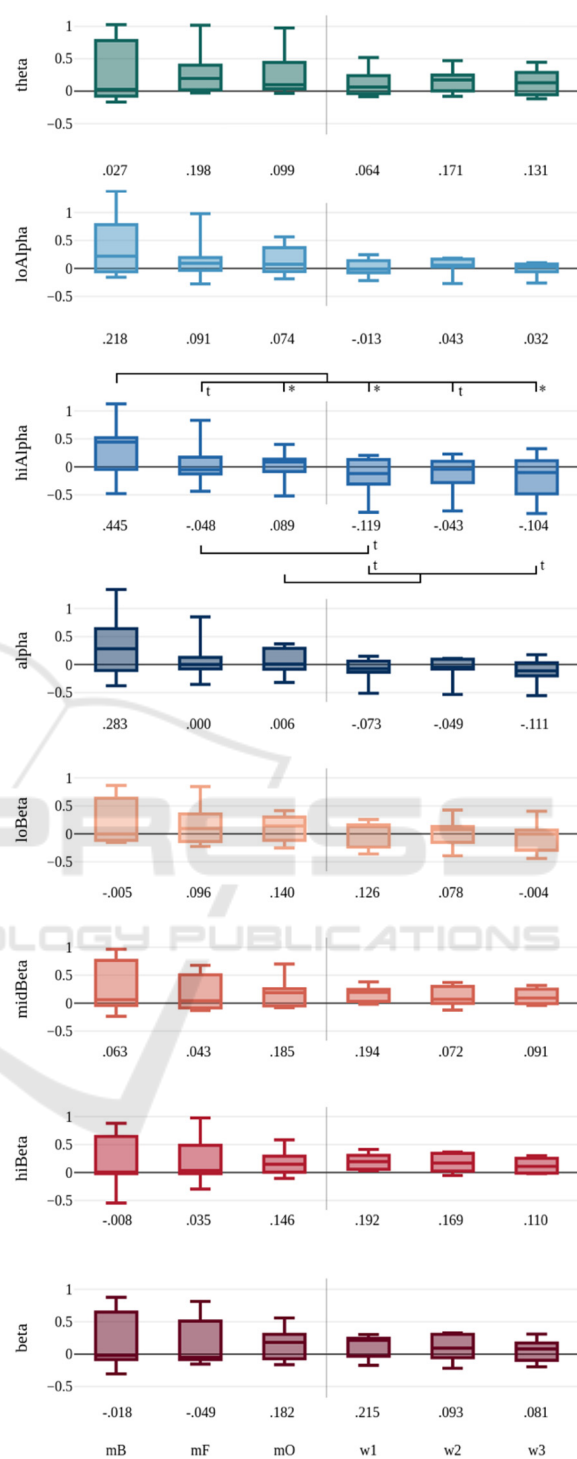 theta
1
0.5
0
−0.5
.027 .198 .099 .064 .171 .131
loAlpha
1
0.5
0
−0.5
.218 .091 .074 -.013 .043 .032
t * * t *
hiAlpha
1
0.5
0
−0.5
.445 -.048 .089 -.119 -.043 -.104
t
t t
alpha
1
0.5
0
−0.5
.283 .000 .006 -.073 -.049 -.111
loBeta
1
0.5
0
−0.5
PRESS
-.005 .096 .140 .126 .078 -.004
OLOGY PUBLICATIONS
midBeta
1
0.5
0
−0.5
.063 .043 .185 .194 .072 .091
hiBeta
1
0.5
0
−0.5
-.008 .035 .146 .192 .169 .110
beta
1
0.5
0
−0.5
-.018 -.049 .182 .215 .093 .081
mB mF mO w1 w2 w3